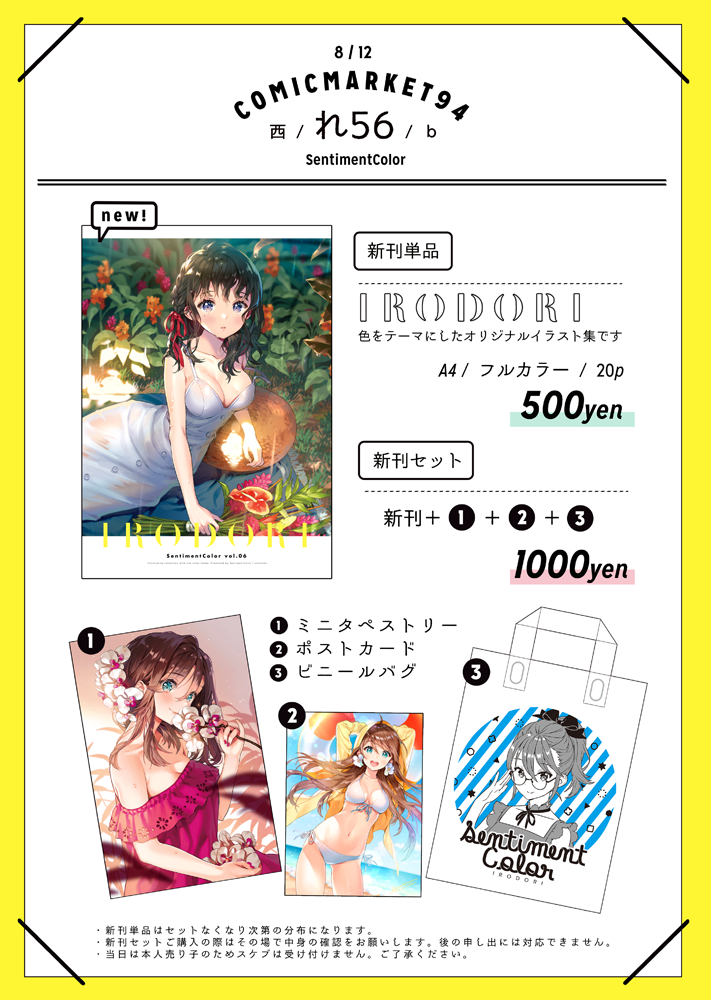 8/12
COMICMARKET94
西 / れ56 / b
SentimentColor
new!
IRODORI
SentimentColor vol.06
新刊単品
IRODORI
色をテーマにしたオリジナルイラスト集です
A4 / フルカラー / 20p
500yen
新刊セット
新刊＋❶＋❷＋❸
1000yen
❶ ミニタペストリー
❷ ポストカード
❸ ビニールバグ
1
2
3
Sentiment
Color
IRODORI
・新刊単品はセットなくなり次第の分布になります。
・新刊セットご購入の際はその場で中身の確認をお願いします。後の申し出には対応できません。
・当日は本人売り子のためスケブは受け付けません。ご了承ください。